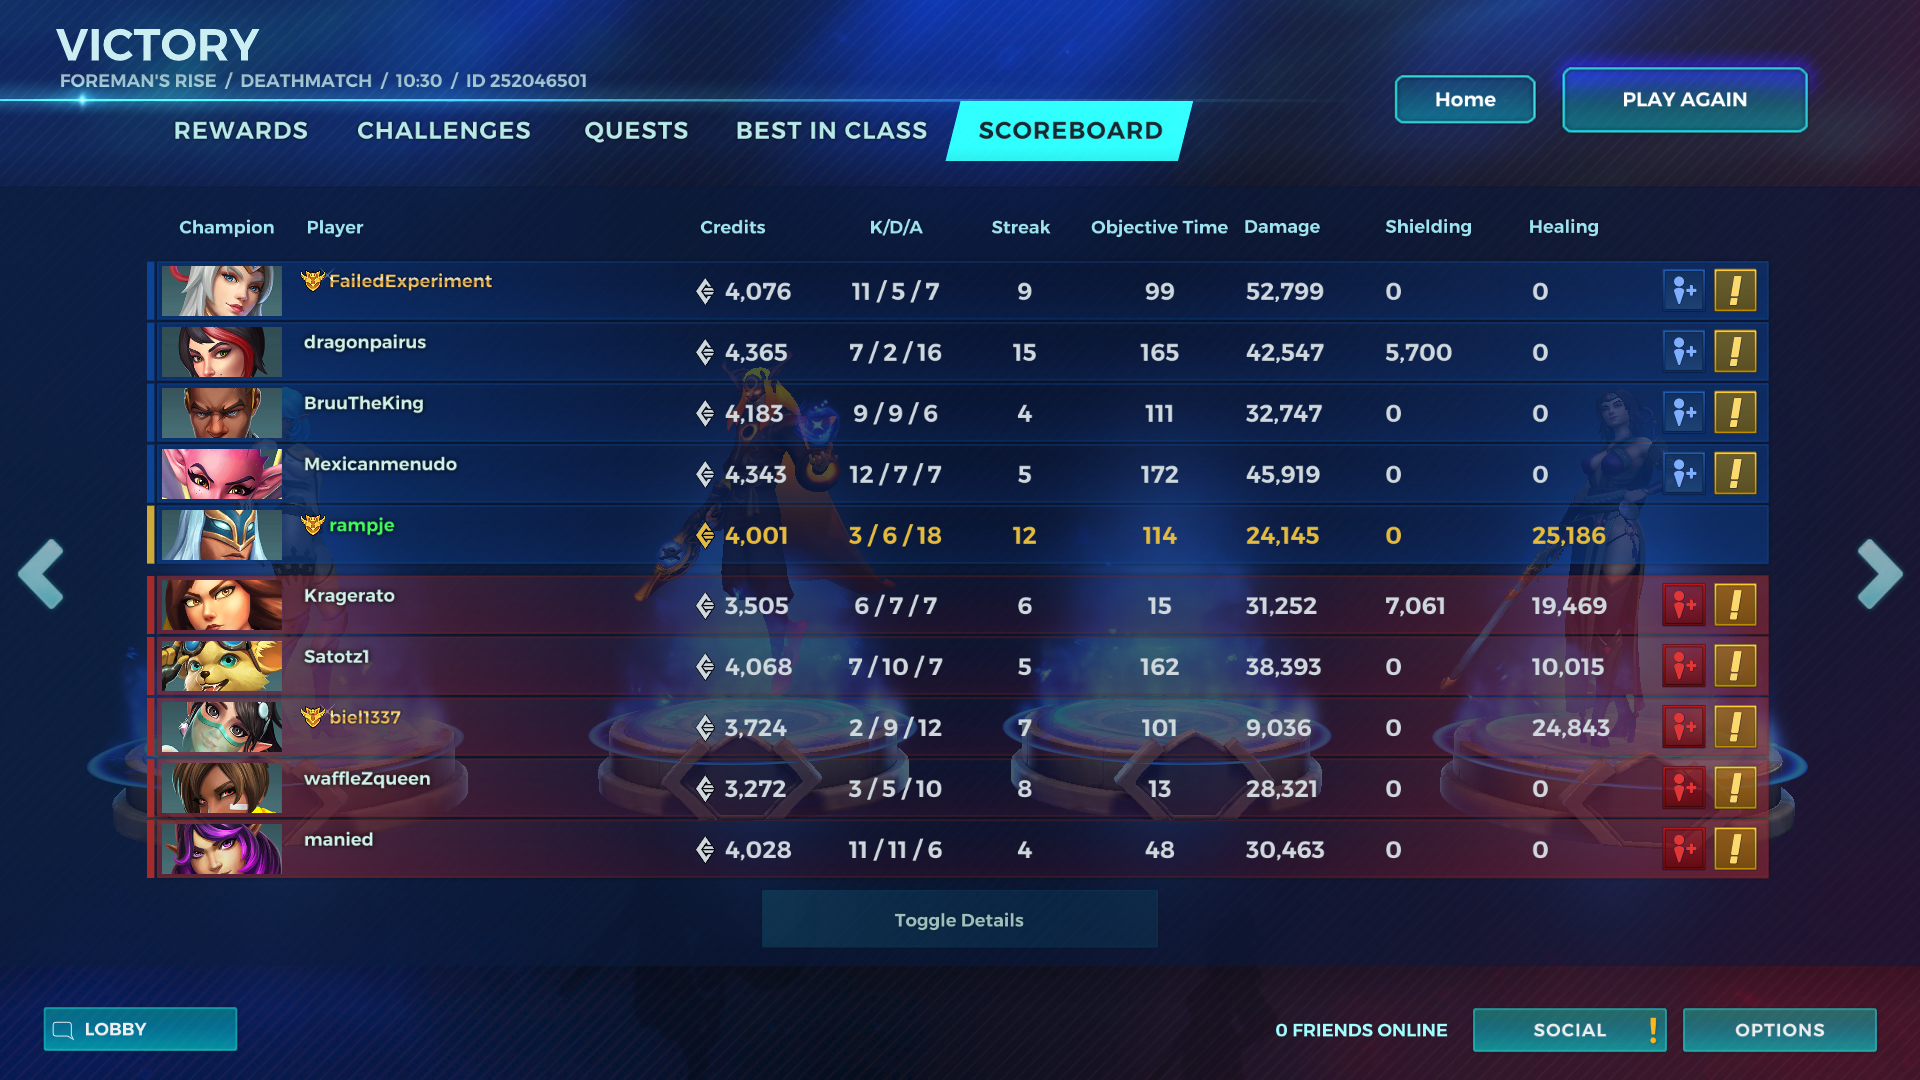 VICTORY
FOREMAN'S RISE / DEATHMATCH / 10:30 / ID 252046501
Home
PLAY AGAIN
REWARDS CHALLENGES QUESTS BEST IN CLASS SCOREBOARD
Champion Player Credits K/D/A Streak Objective Time Damage Shielding Healing
FailedExperiment 4,076 11 / 5 / 7 9 99 52,799 0 0
dragonpairus 4,365 7 / 2 / 16 15 165 42,547 5,700 0
BruuTheKing 4,183 9 / 9 / 6 4 111 32,747 0 0
Mexicanmenudo 4,343 12 / 7 / 7 5 172 45,919 0 0
rampje 4,001 3 / 6 / 18 12 114 24,145 0 25,186
Kragerato 3,505 6 / 7 / 7 6 15 31,252 7,061 19,469
Satotz1 4,068 7 / 10 / 7 5 162 38,393 0 10,015
biel1337 3,724 2 / 9 / 12 7 101 9,036 0 24,843
waffleZqueen 3,272 3 / 5 / 10 8 13 28,321 0 0
manied 4,028 11 / 11 / 6 4 48 30,463 0 0
Toggle Details
LOBBY
0 FRIENDS ONLINE
SOCIAL !
OPTIONS